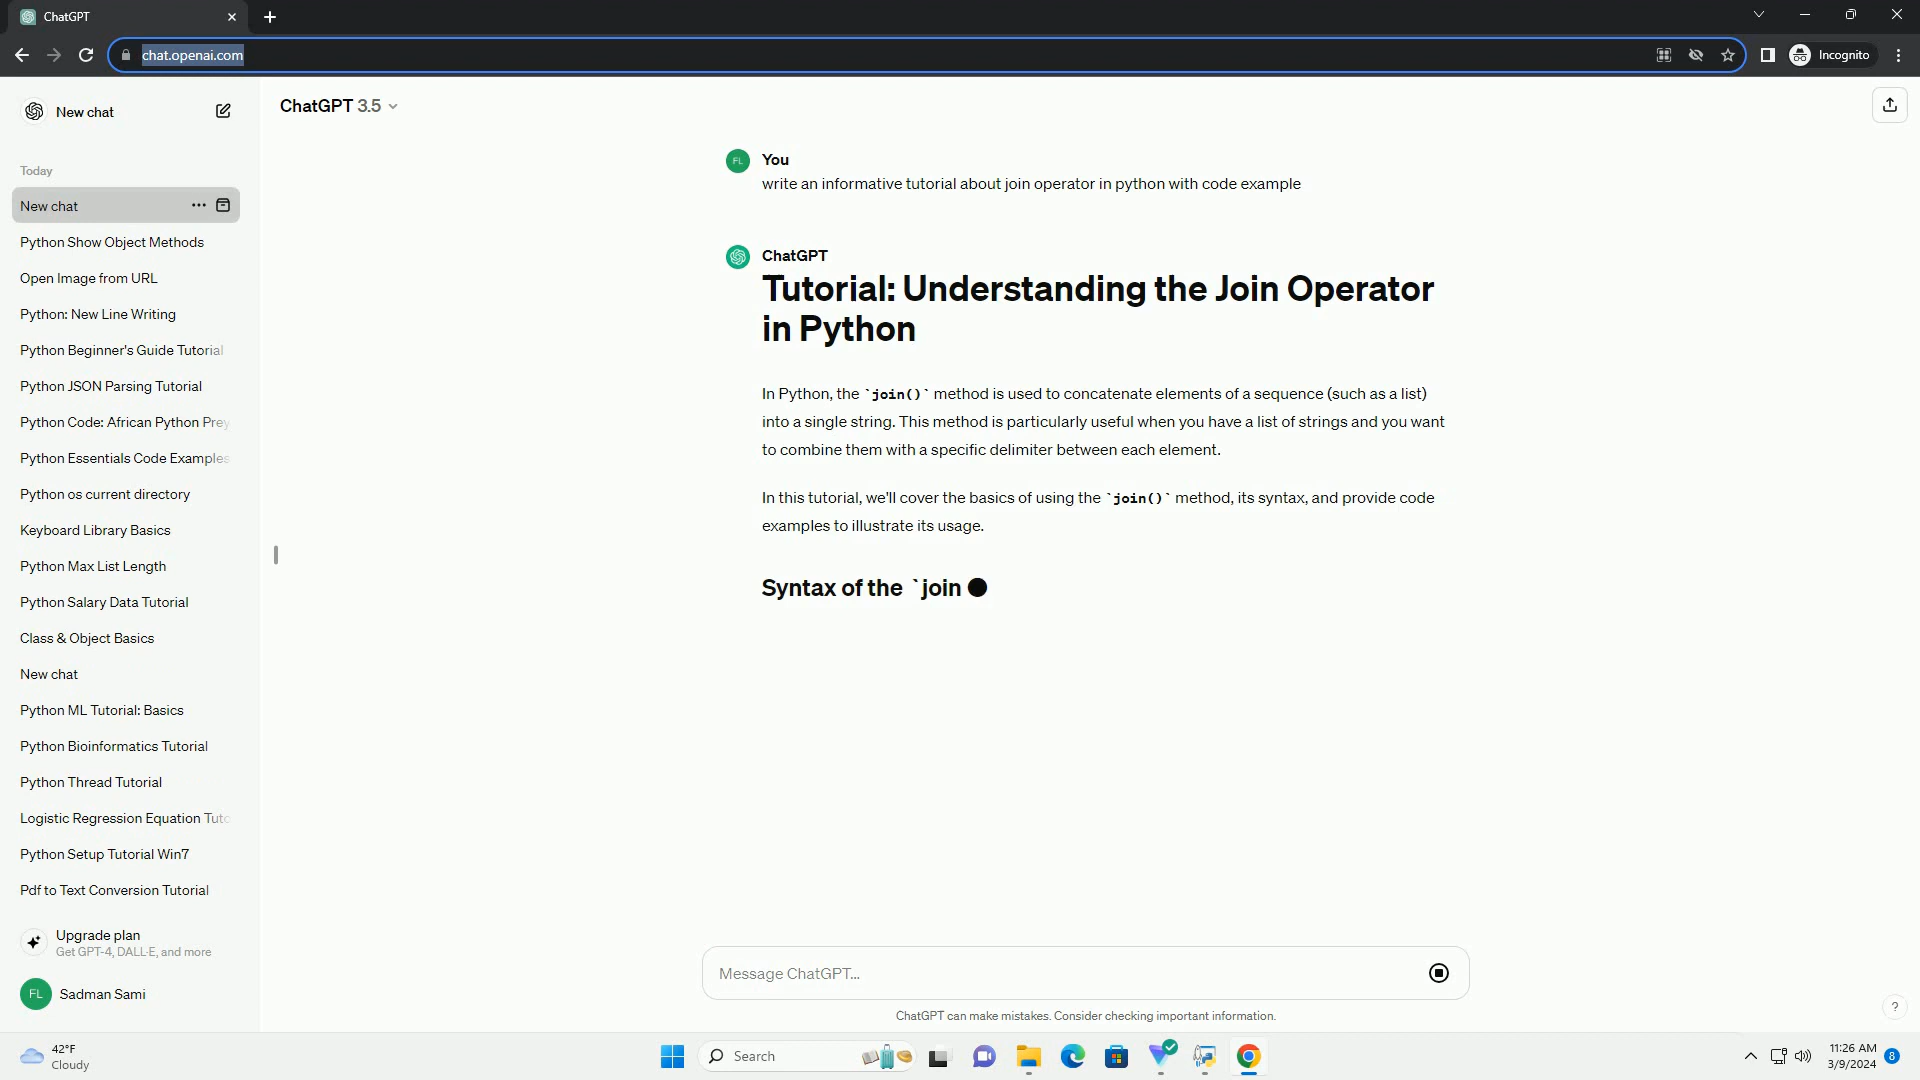 ChatGPT
chat.openai.com
Incognito
New chat
Today
New chat
Python Show Object Methods
Open Image from URL
Python: New Line Writing
Python Beginner's Guide Tutorial
Python JSON Parsing Tutorial
Python Code: African Python Prey
Python Essentials Code Examples
Python os current directory
Keyboard Library Basics
Python Max List Length
Python Salary Data Tutorial
Class & Object Basics
New chat
Python ML Tutorial: Basics
Python Bioinformatics Tutorial
Python Thread Tutorial
Logistic Regression Equation Tuto
Python Setup Tutorial Win7
Pdf to Text Conversion Tutorial
Upgrade plan
Get GPT-4, DALL·E, and more
FL Sadman Sami
ChatGPT 3.5
FL You
write an informative tutorial about join operator in python with code example
ChatGPT
Tutorial: Understanding the Join Operator
in Python
In Python, the `join()` method is used to concatenate elements of a sequence (such as a list)
into a single string. This method is particularly useful when you have a list of strings and you want
to combine them with a specific delimiter between each element.
In this tutorial, we'll cover the basics of using the `join()` method, its syntax, and provide code
examples to illustrate its usage.
Syntax of the `join
Message ChatGPT...
ChatGPT can make mistakes. Consider checking important information.
?
42°F
Cloudy
Search
11:26 AM
3/9/2024
8